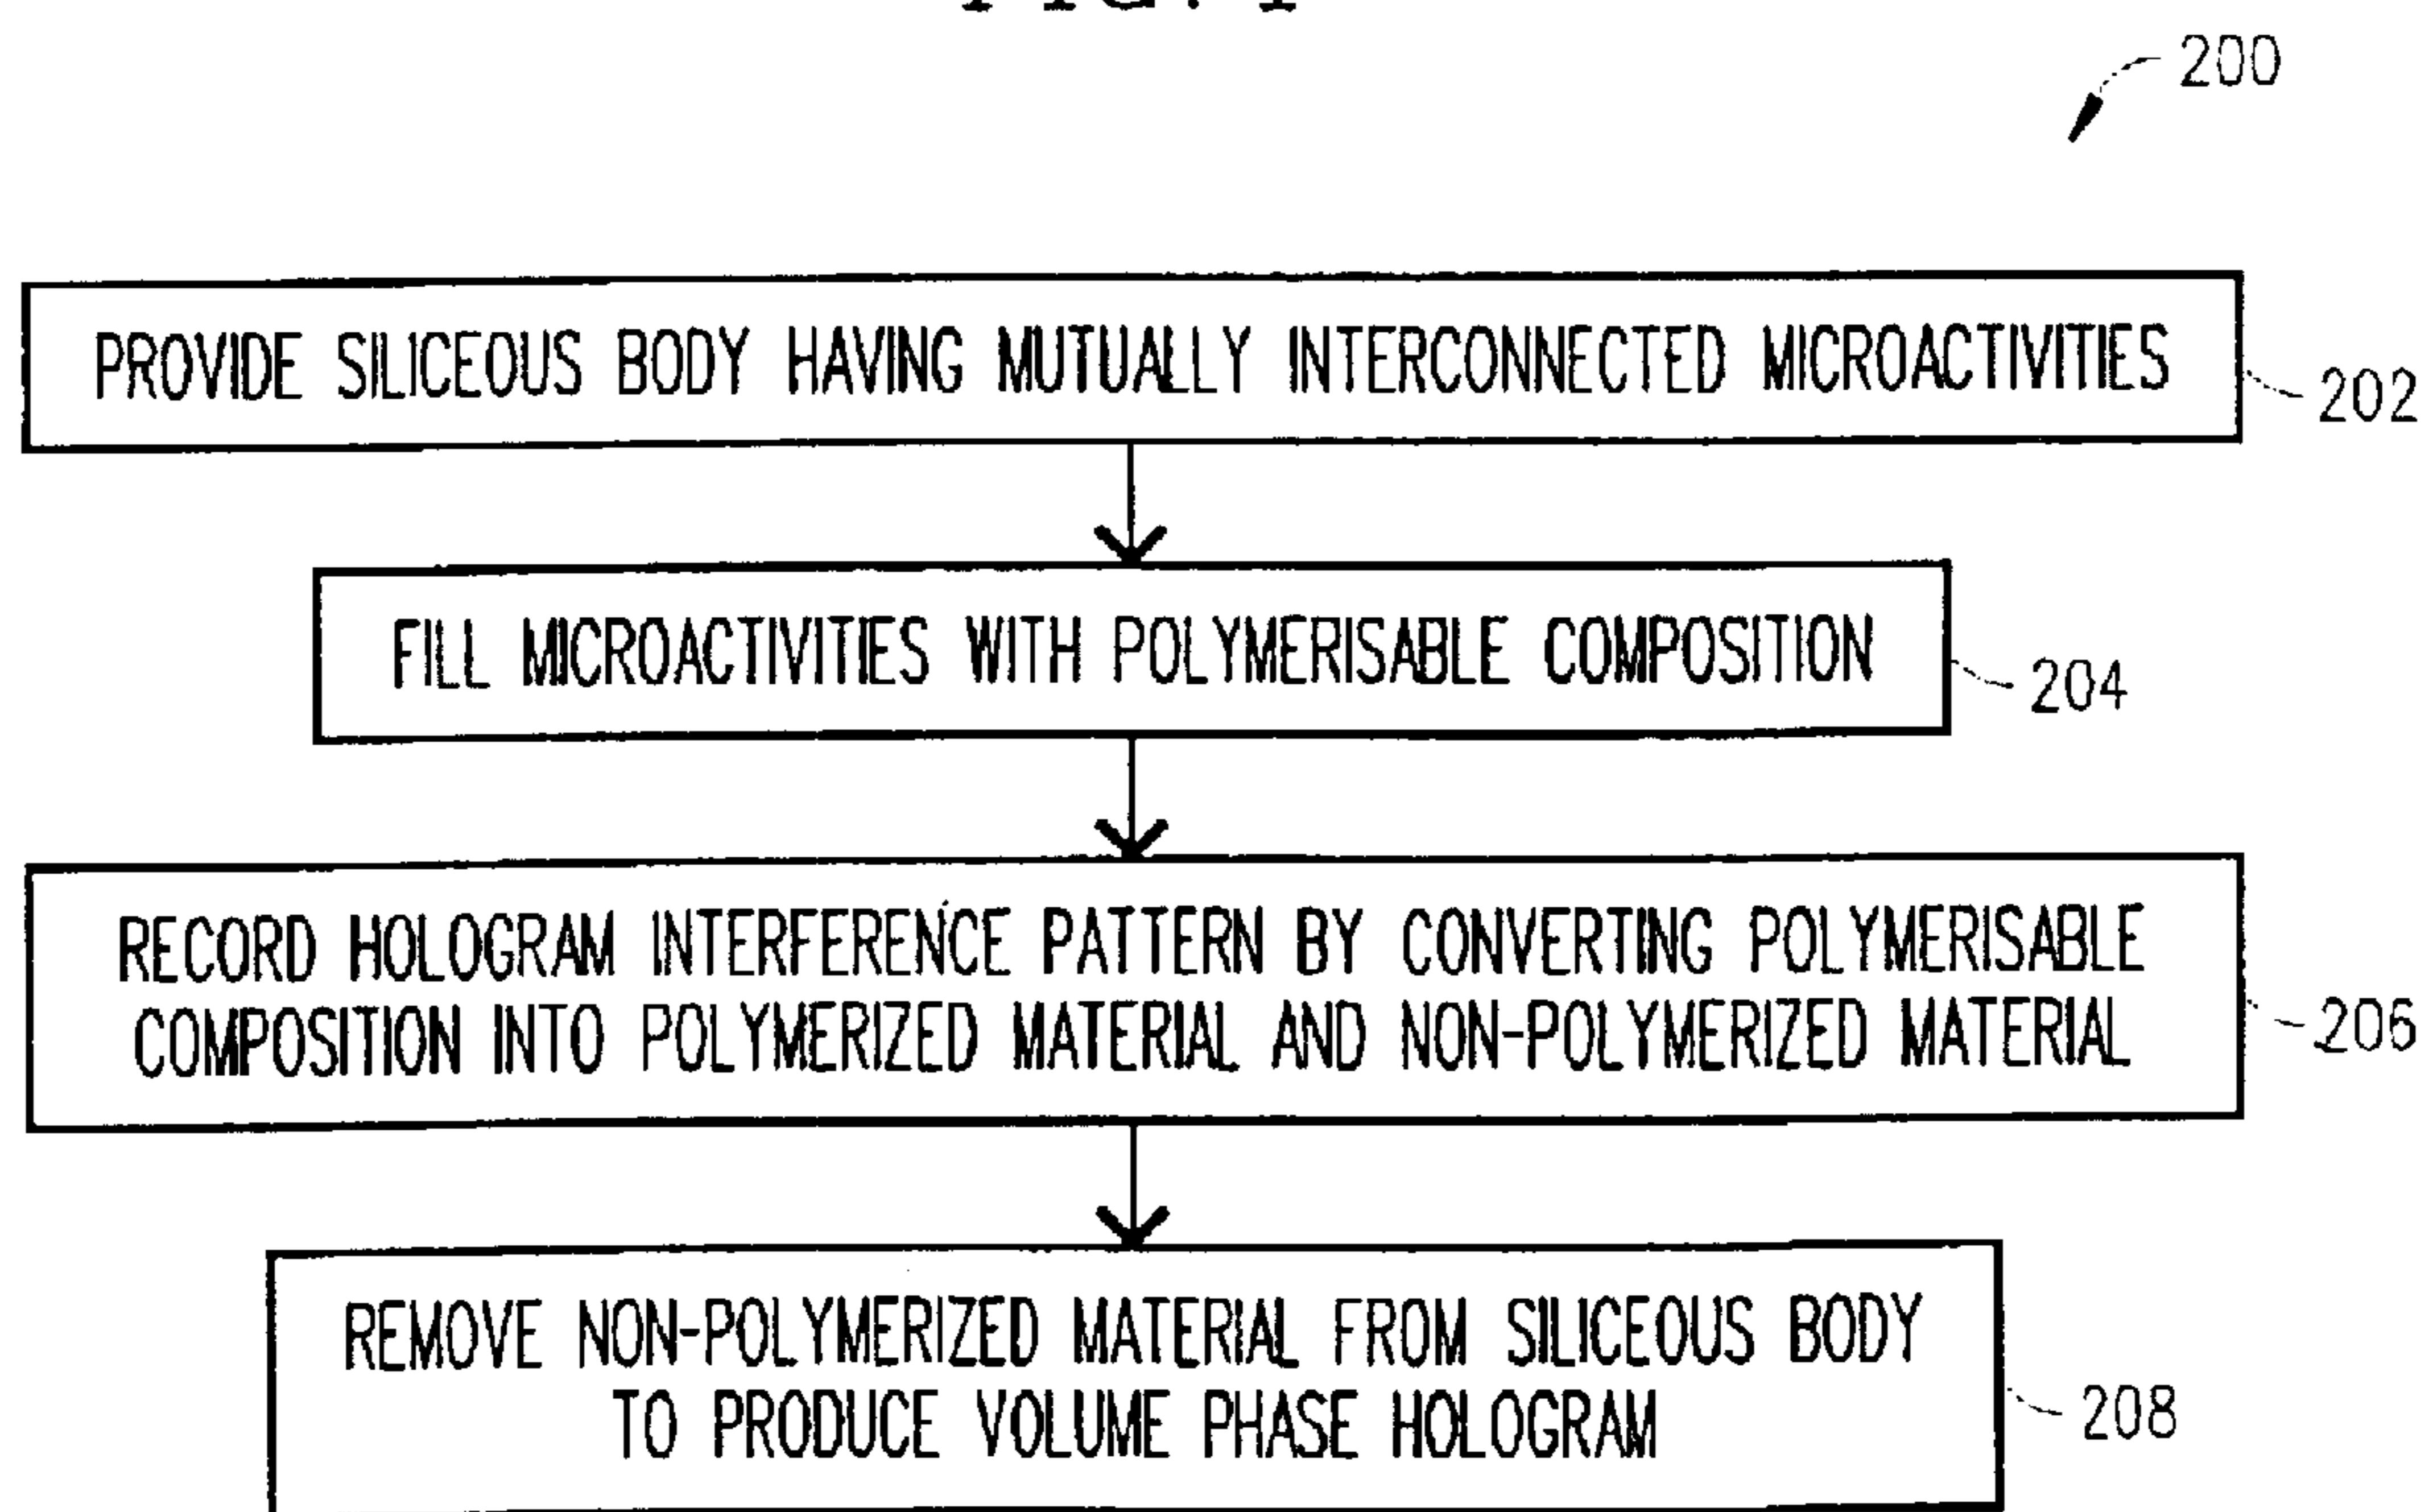 200
PROVIDE SILICEOUS BODY HAVING MUTUALLY INTERCONNECTED MICROACTIVITIES
202
FILL MICROACTIVITIES WITH POLYMERISABLE COMPOSITION
204
RECORD HOLOGRAM INTERFERENCE PATTERN BY CONVERTING POLYMERISABLE
COMPOSITION INTO POLYMERIZED MATERIAL AND NON-POLYMERIZED MATERIAL
206
REMOVE NON-POLYMERIZED MATERIAL FROM SILICEOUS BODY
TO PRODUCE VOLUME PHASE HOLOGRAM
208